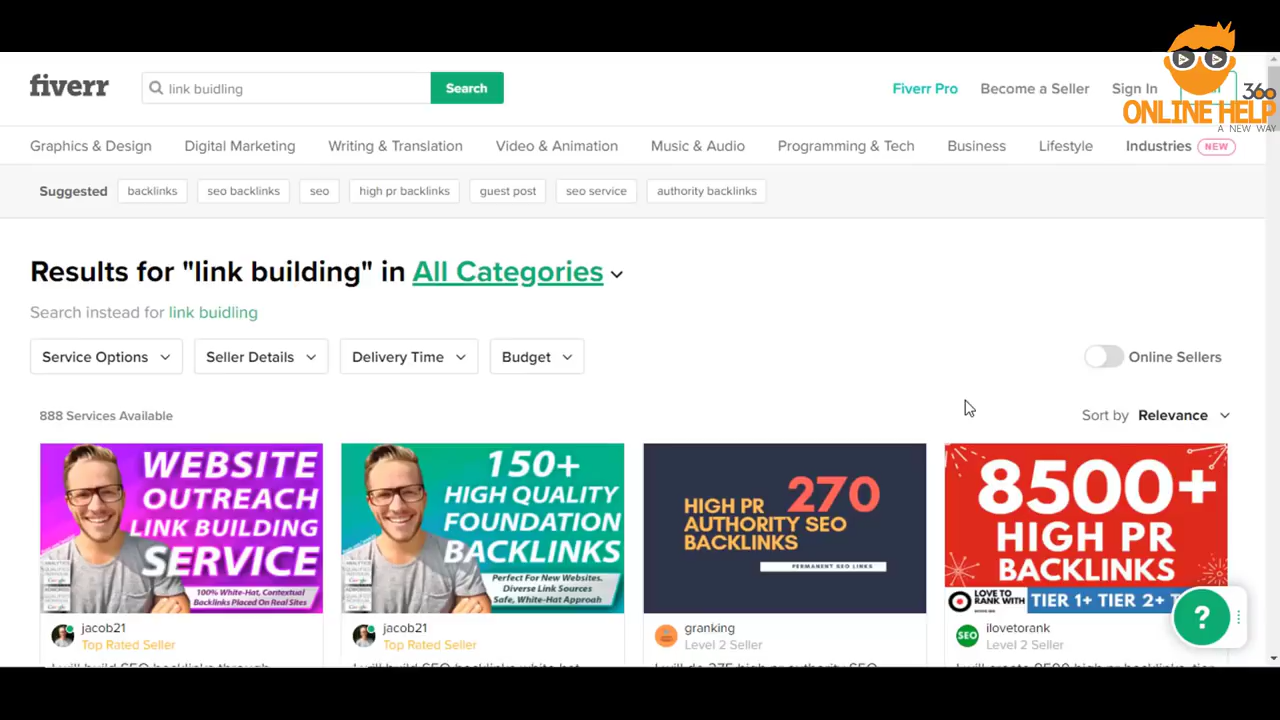 fiverr
link buidling
Search
Fiverr Pro
Become a Seller
Sign In
360
ONLINE HELP
A NEW WAY
Graphics & Design
Digital Marketing
Writing & Translation
Video & Animation
Music & Audio
Programming & Tech
Business
Lifestyle
Industries NEW
Suggested
backlinks
seo backlinks
seo
high pr backlinks
guest post
seo service
authority backlinks
Results for "link building" in All Categories
Search instead for link buidling
Service Options
Seller Details
Delivery Time
Budget
Online Sellers
888 Services Available
Sort by Relevance
WEBSITE
OUTREACH
LINK BUILDING
SERVICE
100% White-Hat, Contextual
Backlinks Placed On Real Sites
150+
HIGH QUALITY
FOUNDATION
BACKLINKS
Perfect For New Websites,
Diverse Link Sources
Safe, White-Hat Approah
270
HIGH PR
AUTHORITY SEO
BACKLINKS
PERMANENT SEO LINKS
8500+
HIGH PR
BACKLINKS
LOVE TO
RANK WITH
TIER 1+ TIER 2+
jacob21
Top Rated Seller
jacob21
Top Rated Seller
granking
Level 2 Seller
SEO
ilovetorank
Level 2 Seller
?